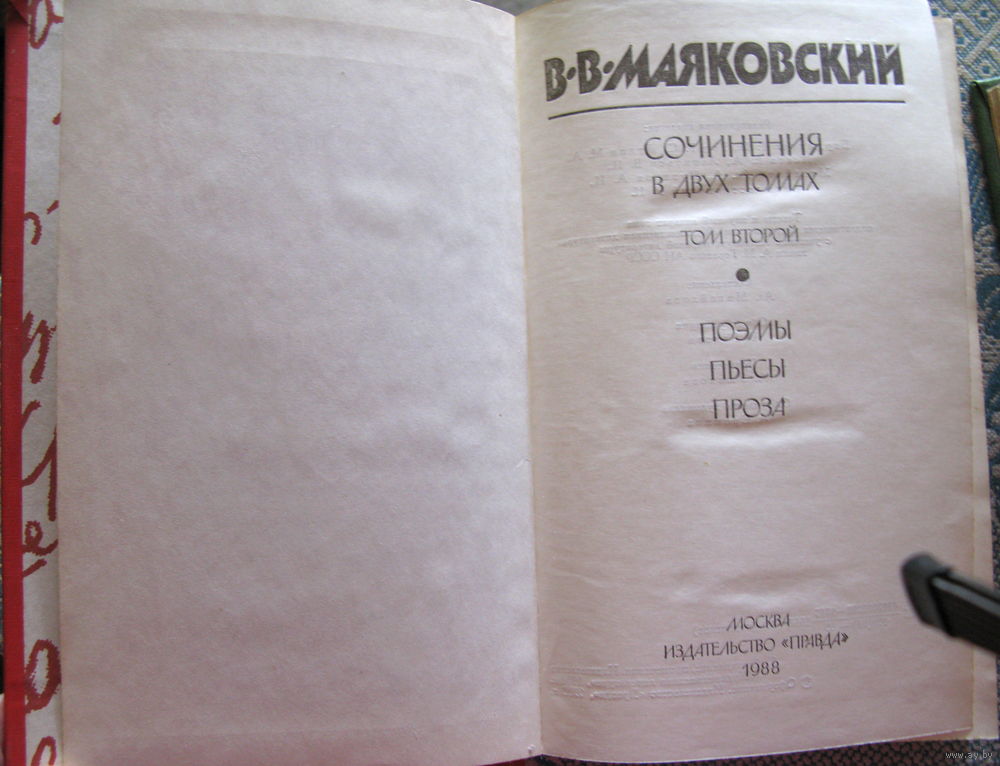 В·В·МАЯКОВСКИЙ
СОЧИНЕНИЯ
В ДВУХ ТОМАХ
ТОМ ВТОРОЙ
ПОЭМЫ
ПЬЕСЫ
ПРОЗА
МОСКВА
ИЗДАТЕЛЬСТВО «ПРАВДА»
1988
www.ay.by